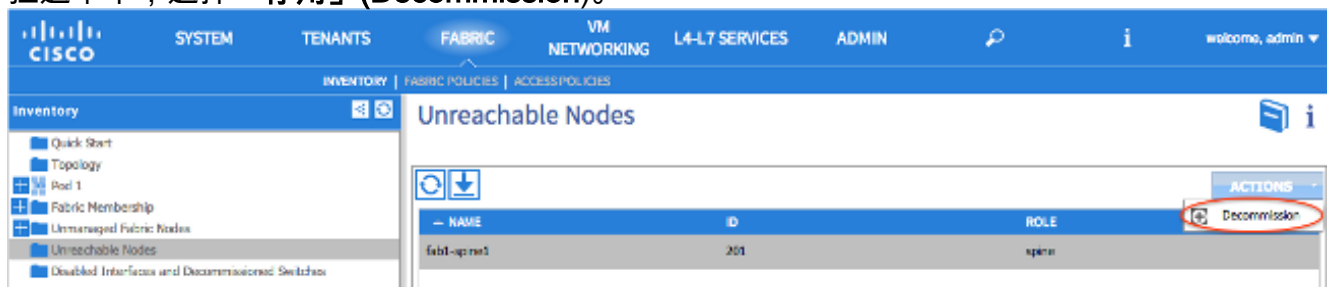 (Decommission)。
CISCO SYSTEM TENANTS FABRIC VM NETWORKING L4-L7 SERVICES ADMIN i welcome, admin
INVENTORY | FABRIC POLICIES | ACCESS POLICIES
Inventory
Unreachable Nodes
i
Quick Start
Topology
Pod 1
ACTIONS
Fabric Membership
Decommission
Unmanaged Fabric Nodes
NAME ID ROLE
Unreachable Nodes
fab1-spine1 201 spine
Disabled Interfaces and Decommissioned Switches